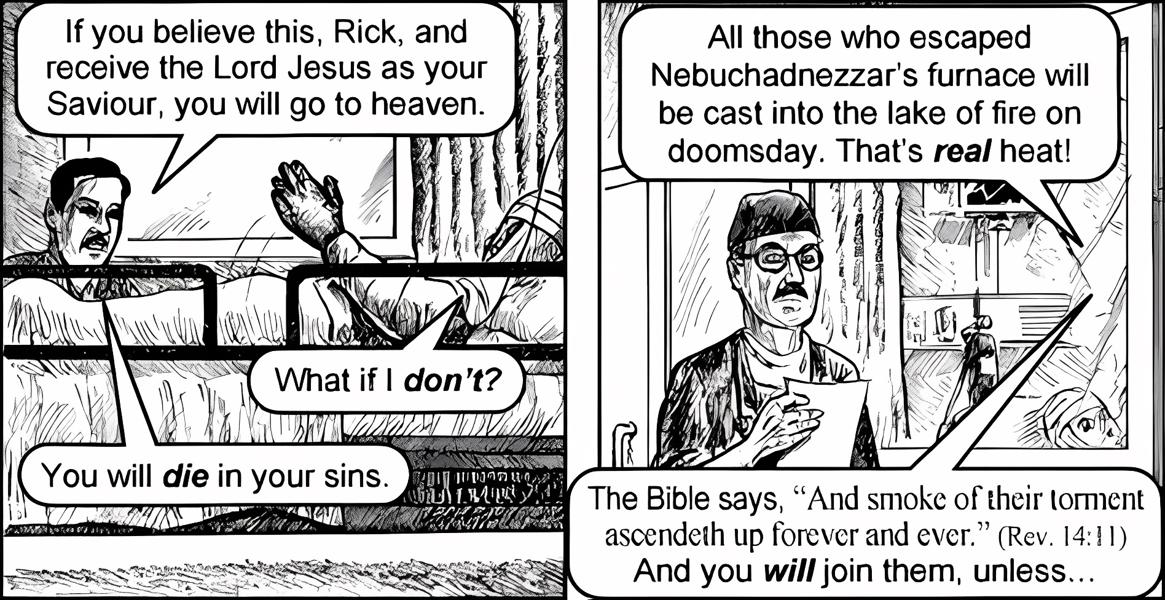 If you believe this, Rick, and
receive the Lord Jesus as your
Saviour, you will go to heaven.
What if I don't?
You will die in your sins.
All those who escaped
Nebuchadnezzar's furnace will
be cast into the lake of fire on
doomsday. That's real heat!
The Bible says, “And smoke of their torment
ascendeth up forever and ever.” (Rev. 14:11)
And you will join them, unless...